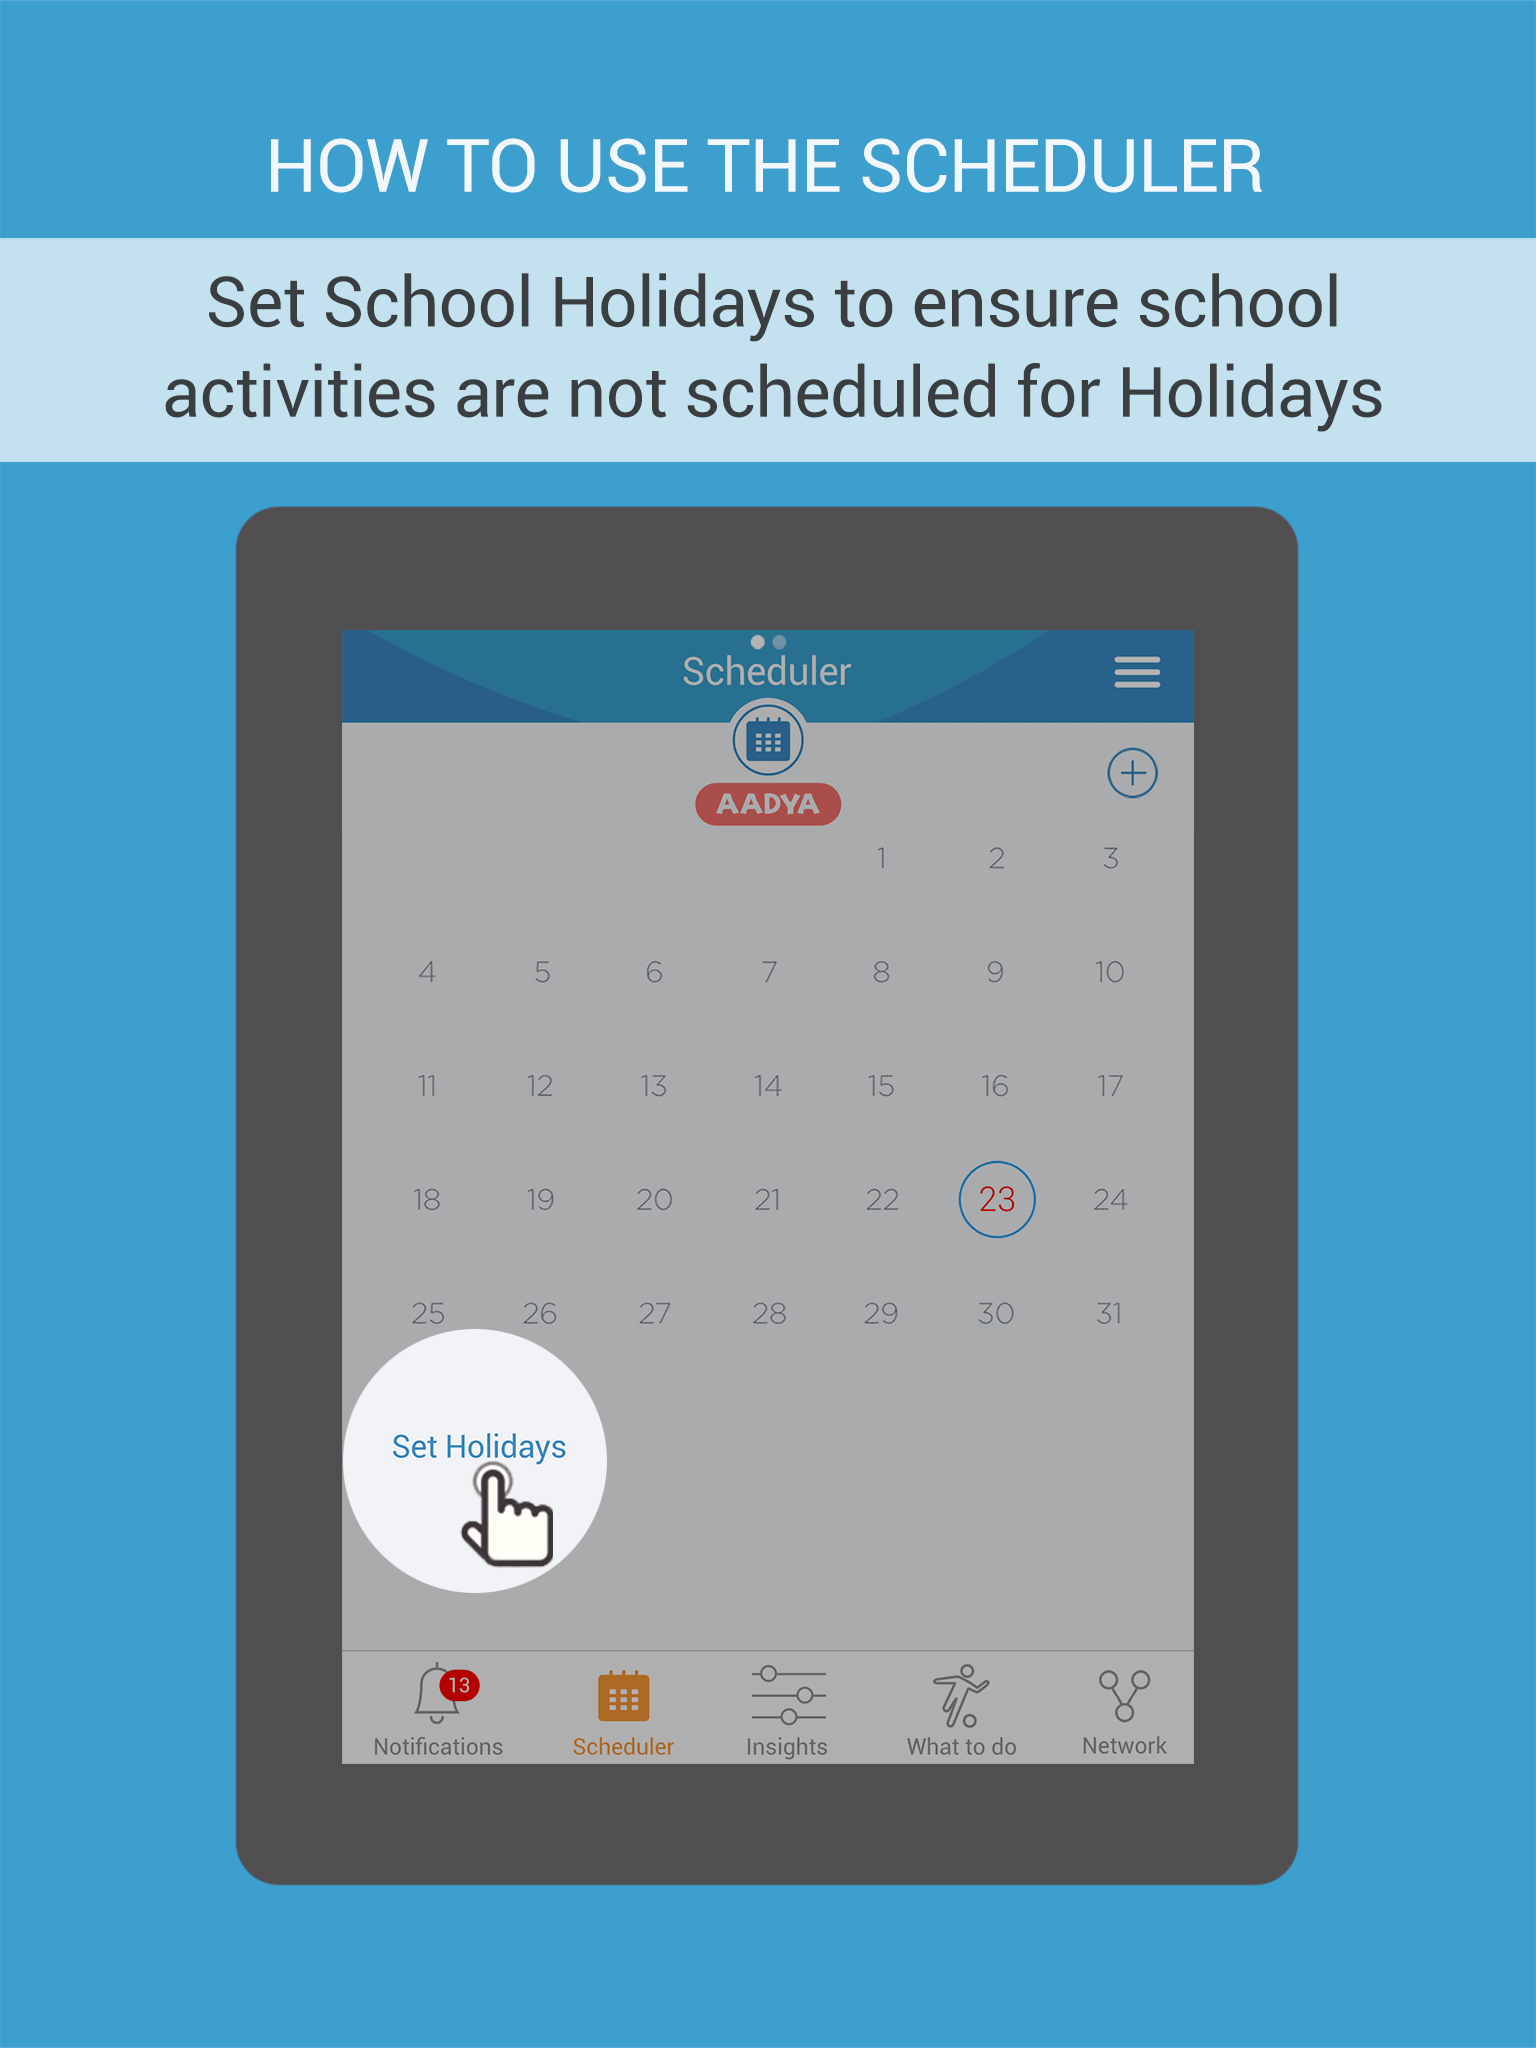 HOW TO USE THE SCHEDULER
Set School Holidays to ensure school
activities are not scheduled for Holidays
Scheduler
AADYA
1 2 3
4 5 6 7 8 9 10
11 12 13 14 15 16 17
18 19 20 21 22 23 24
25 26 27 28 29 30 31
Set Holidays
13
Notifications Scheduler Insights What to do Network